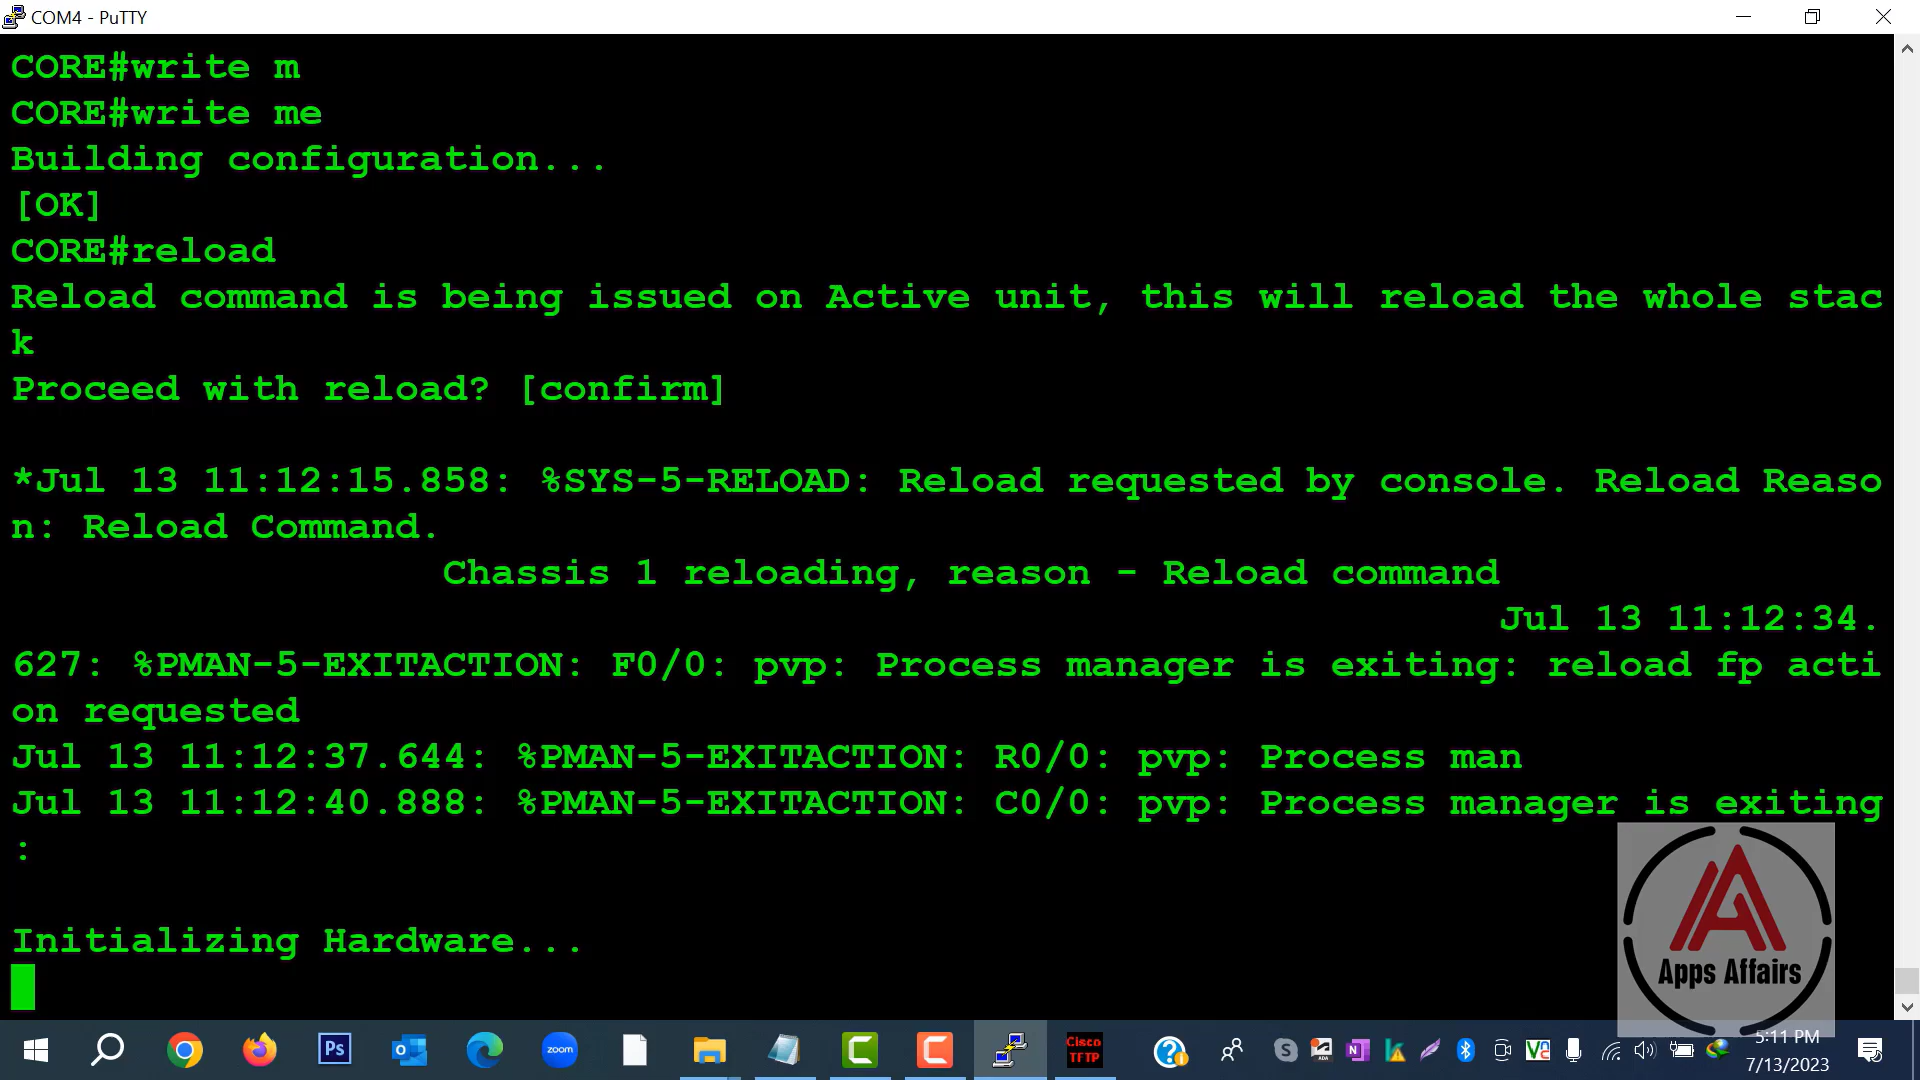 COM4 - PuTTY
CORE#write m
CORE#write me
Building configuration...
[OK]
CORE#reload
Reload command is being issued on Active unit, this will reload the whole stac
k
Proceed with reload? [confirm]
*Jul 13 11:12:15.858: %SYS-5-RELOAD: Reload requested by console. Reload Reaso
n: Reload Command.
Chassis 1 reloading, reason - Reload command
Jul 13 11:12:34.
627: %PMAN-5-EXITACTION: F0/0: pvp: Process manager is exiting: reload fp acti
on requested
Jul 13 11:12:37.644: %PMAN-5-EXITACTION: R0/0: pvp: Process man
Jul 13 11:12:40.888: %PMAN-5-EXITACTION: C0/0: pvp: Process manager is exiting
:
Initializing Hardware...
Apps Affairs
Ps
zoom
Cisco
TFTP
5:11 PM
7/13/2023